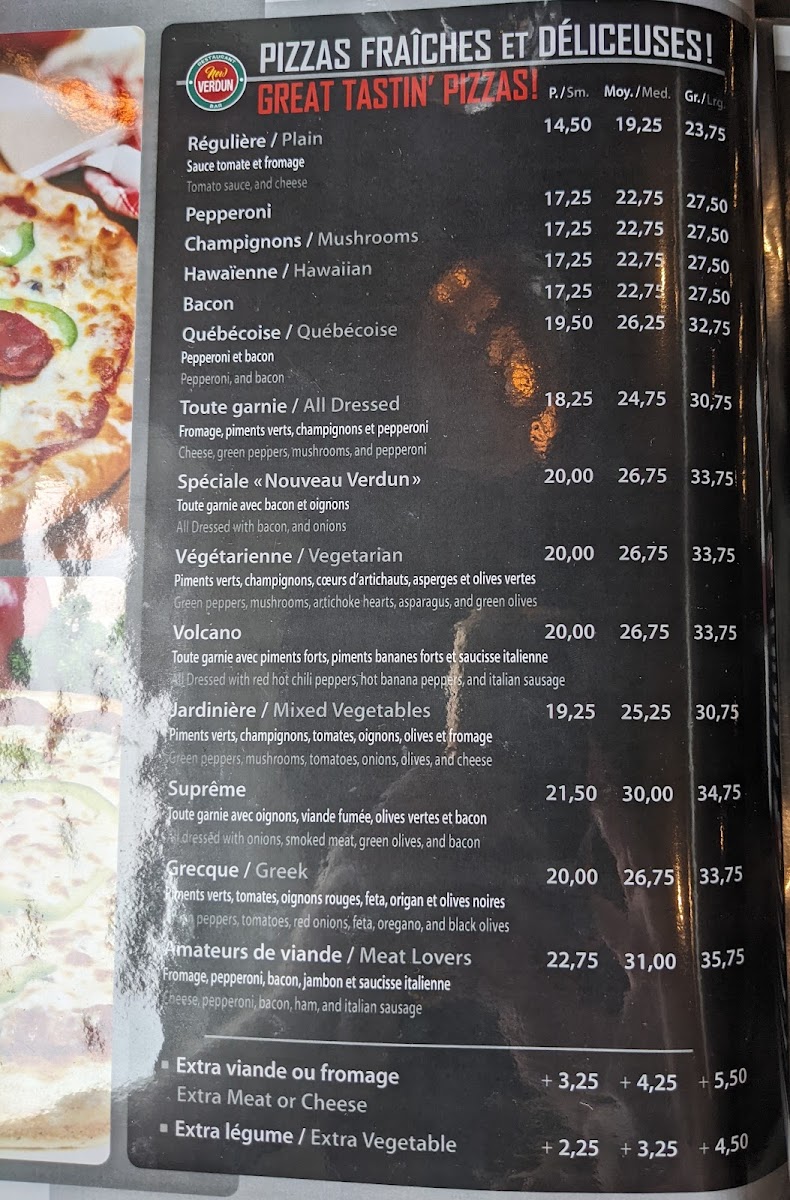 RESTAURANT
New
VERDUN
BAR
PIZZAS FRAÎCHES ET DÉLICEUSES!
GREAT TASTIN' PIZZAS!
P./Sm. Moy./Med. Gr./Lrg.
Régulière / Plain 14,50 19,25 23,75
Sauce tomate et fromage
Tomato sauce, and cheese
Pepperoni 17,25 22,75 27,50
Champignons / Mushrooms 17,25 22,75 27,50
Hawaïenne / Hawaiian 17,25 22,75 27,50
Bacon 17,25 22,75 27,50
Québécoise / Québécoise 19,50 26,25 32,75
Pepperoni et bacon
Pepperoni, and bacon
Toute garnie / All Dressed 18,25 24,75 30,75
Fromage, piments verts, champignons et pepperoni
Cheese, green peppers, mushrooms, and pepperoni
Spéciale « Nouveau Verdun » 20,00 26,75 33,75
Toute garnie avec bacon et oignons
All Dressed with bacon, and onions
Végétarienne / Vegetarian 20,00 26,75 33,75
Piments verts, champignons, cœurs d'artichauts, asperges et olives vertes
Green peppers, mushrooms, artichoke hearts, asparagus, and green olives
Volcano 20,00 26,75 33,75
Toute garnie avec piments forts, piments bananes forts et saucisse italienne
All Dressed with red hot chili peppers, hot banana peppers, and italian sausage
Jardinière / Mixed Vegetables 19,25 25,25 30,75
Piments verts, champignons, tomates, oignons, olives et fromage
Green peppers, mushrooms, tomatoes, onions, olives, and cheese
Suprême 21,50 30,00 34,75
Toute garnie avec oignons, viande fumée, olives vertes et bacon
All dressed with onions, smoked meat, green olives, and bacon
Grecque / Greek 20,00 26,75 33,75
Piments verts, tomates, oignons rouges, feta, origan et olives noires
Green peppers, tomatoes, red onions, feta, oregano, and black olives
Amateurs de viande / Meat Lovers 22,75 31,00 35,75
Fromage, pepperoni, bacon, jambon et saucisse italienne
Cheese, pepperoni, bacon, ham, and italian sausage
Extra viande ou fromage + 3,25 + 4,25 + 5,50
Extra Meat or Cheese
Extra légume / Extra Vegetable + 2,25 + 3,25 + 4,50